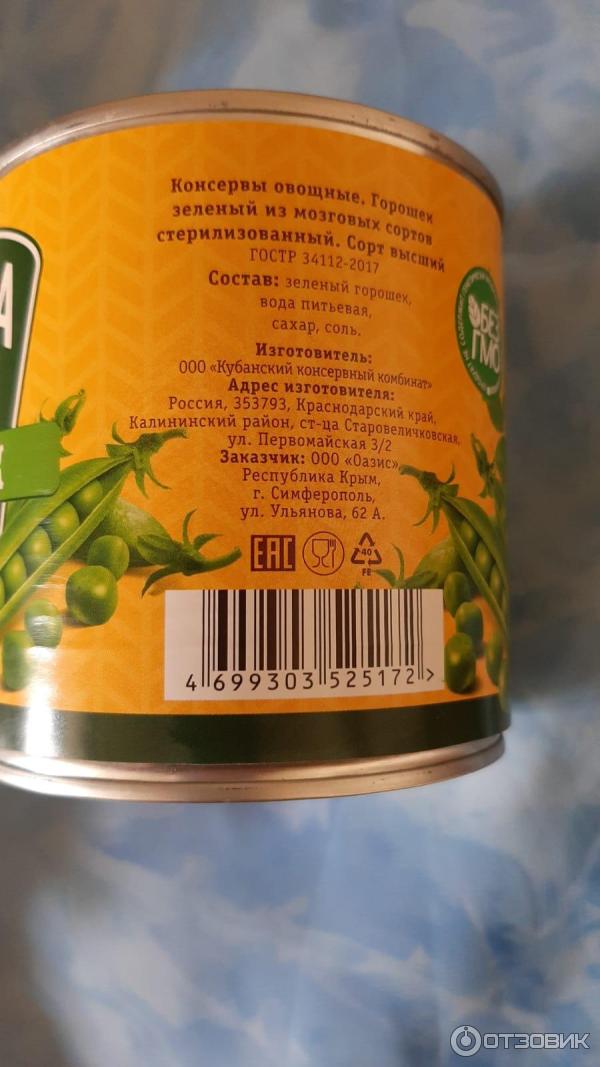 Консервы овощные. Горошек
зеленый из мозговых сортов
стерилизованный. Сорт высший
ГОСТР 34112-2017
Состав: зеленый горошек,
вода питьевая,
сахар, соль.
Изготовитель:
ООО «Кубанский консервный комбинат»
Адрес изготовителя:
Россия, 353793, Краснодарский край,
Калининский район, ст-ца Старовеличковская,
ул. Первомайская 3/2
Заказчик: ООО «Оазис»,
Республика Крым,
г. Симферополь,
ул. Ульянова, 62 А.
EAC
40
FE
4 699303 525172 >
БЕЗ
ГМО
А
ОТЗОВИК